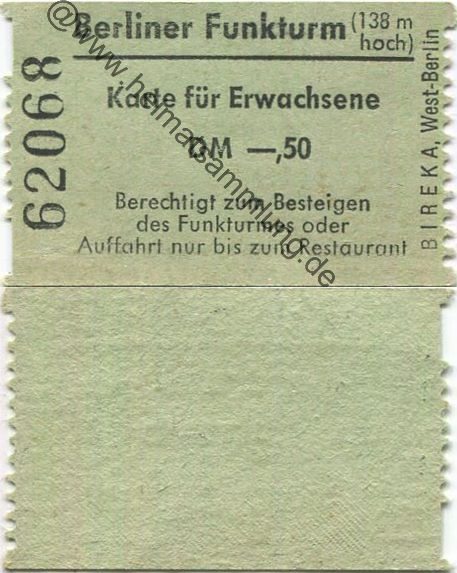 Berliner Funkturm (138 m hoch)
Karte für Erwachsene
DM —,50
Berechtigt zum Besteigen
des Funkturmes oder
Auffahrt nur bis zum Restaurant
62068
BIREKA, West-Berlin
@www.heimatsammlung.de